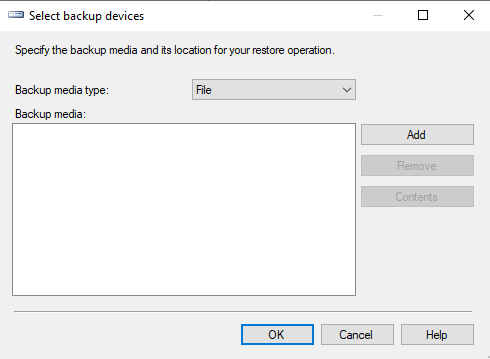 Select backup devices
Specify the backup media and its location for your restore operation.
Backup media type:
File
Backup media:
Add
Remove
Contents
OK
Cancel
Help